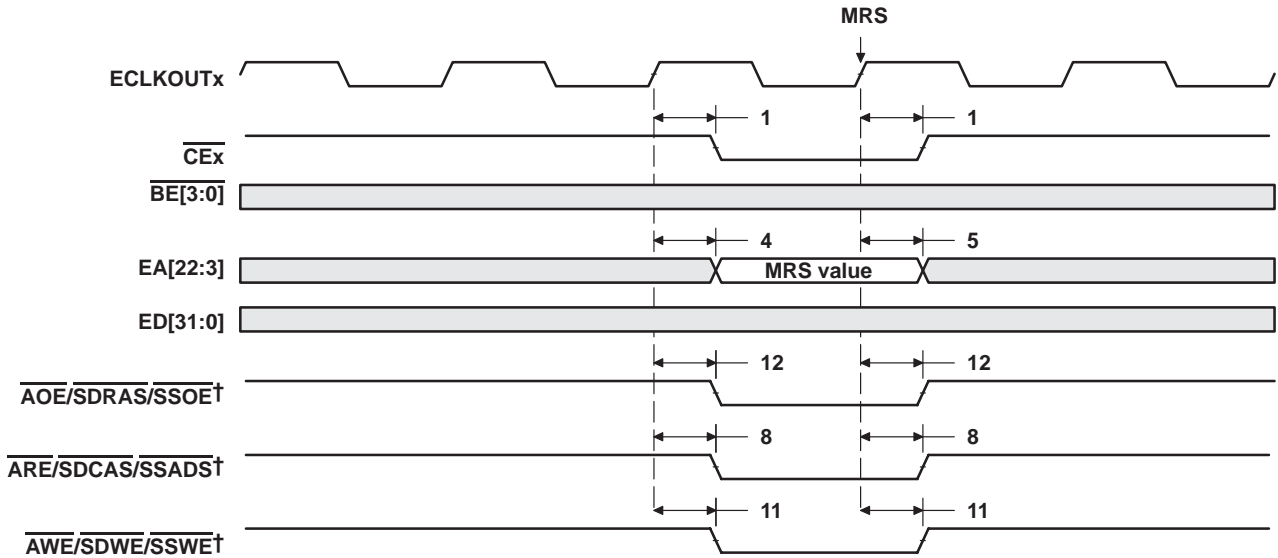 MRS
ECLKOUTx
1 1
CEx
BE[3:0]
4 5
EA[22:3] MRS value
ED[31:0]
12 12
AOE/SDRAS/SSOE†
8 8
ARE/SDCAS/SSADS†
11 11
AWE/SDWE/SSWE†